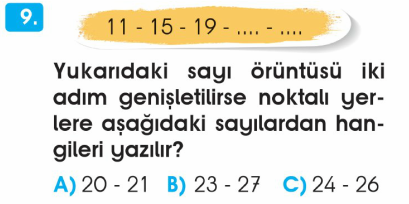 9.
11 - 15 - 19 - .... - ....
Yukarıdaki sayı örüntüsü iki
adım genişletilirse noktalı yer-
lere aşağıdaki sayılardan han-
gileri yazılır?
A) 20 - 21 B) 23 - 27 C) 24 - 26